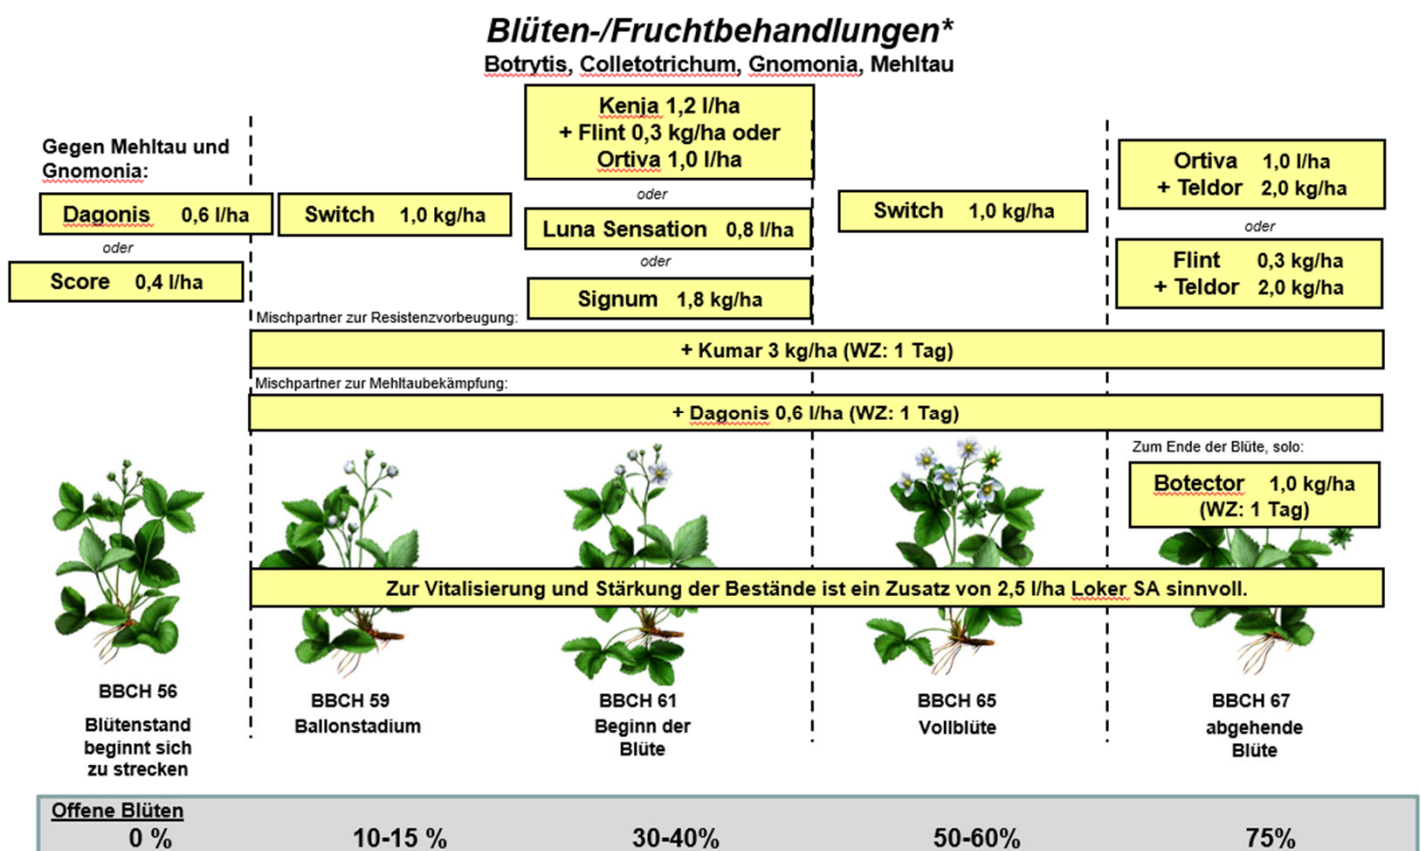 Blüten-/Fruchtbehandlungen*
Botrytis, Colletotrichum, Gnomonia, Mehltau
Gegen Mehltau und
Gnomonia:
Dagonis 0,6 l/ha
oder
Score 0,4 l/ha
Switch 1,0 kg/ha
Kenja 1,2 l/ha
+ Flint 0,3 kg/ha oder
Ortiva 1,0 l/ha
oder
Luna Sensation 0,8 l/ha
oder
Signum 1,8 kg/ha
Switch 1,0 kg/ha
Ortiva 1,0 l/ha
+ Teldor 2,0 kg/ha
oder
Flint 0,3 kg/ha
+ Teldor 2,0 kg/ha
Mischpartner zur Resistenzvorbeugung:
+ Kumar 3 kg/ha (WZ: 1 Tag)
Mischpartner zur Mehltaubekämpfung:
+ Dagonis 0,6 l/ha (WZ: 1 Tag)
Zum Ende der Blüte, solo:
Botector 1,0 kg/ha
(WZ: 1 Tag)
Zur Vitalisierung und Stärkung der Bestände ist ein Zusatz von 2,5 l/ha Loker SA sinnvoll.
BBCH 56
Blütenstand
beginnt sich
zu strecken
BBCH 59
Ballonstadium
BBCH 61
Beginn der
Blüte
BBCH 65
Vollblüte
BBCH 67
abgehende
Blüte
Offene Blüten
0 % 10-15 % 30-40% 50-60% 75%